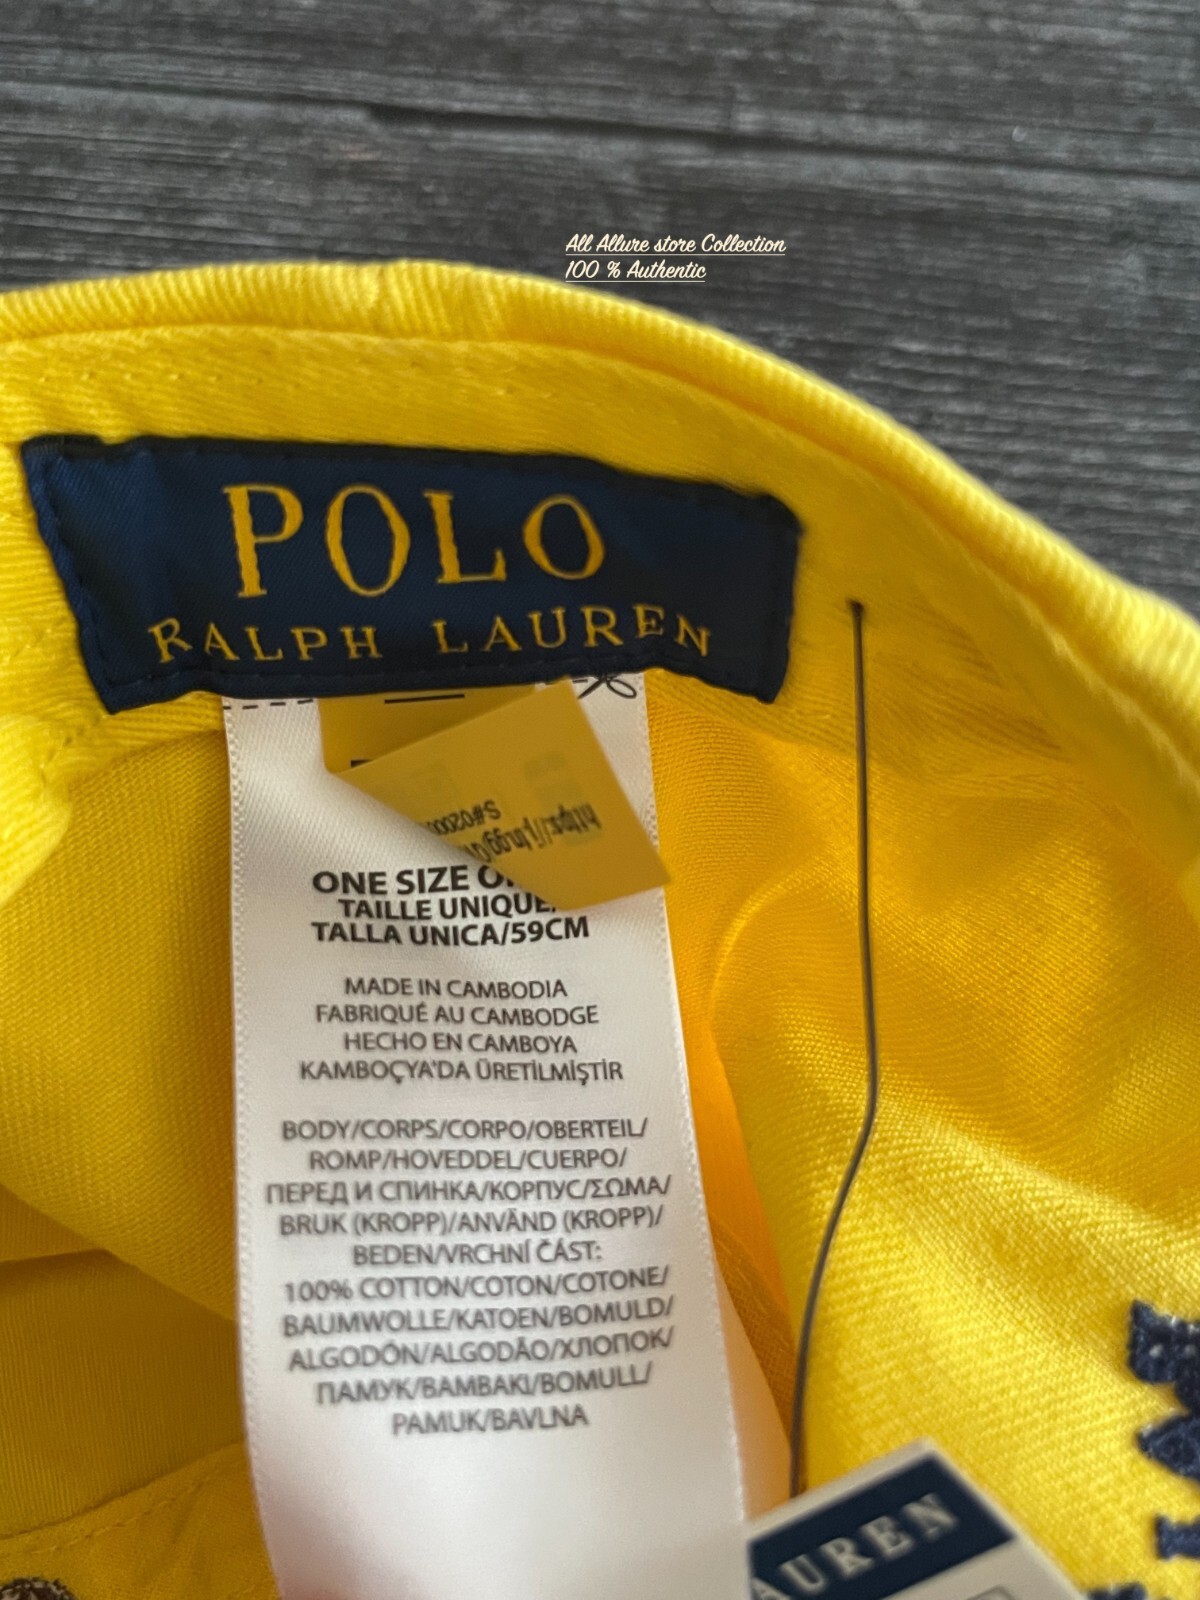 All Allure store Collection
100 % Authentic
POLO
RALPH LAUREN
ONE SIZE
TAILLE UNIQUE/
TALLA UNICA/59CM
MADE IN CAMBODIA
FABRIQUÉ AU CAMBODGE
HECHO EN CAMBOYA
KAMBOÇYA'DA ÜRETİLMİŞTİR
BODY/CORPS/CORPO/OBERTEIL/
ROMP/HOVEDDEL/CUERPO/
ПЕРЕД И СПИНКА/КОРПУС/ΣΩΜΑ/
BRUK (KROPP)/ANVÄND (KROPP)/
BEDEN/VRCHNÍ ČÁST:
100% COTTON/COTON/COTONE/
BAUMWOLLE/KATOEN/BOMULD/
ALGODÓN/ALGODÃO/ХЛОПОК/
ПАМУК/BAMBAKI/BOMULL/
PAMUK/BAVLNA
AUREN